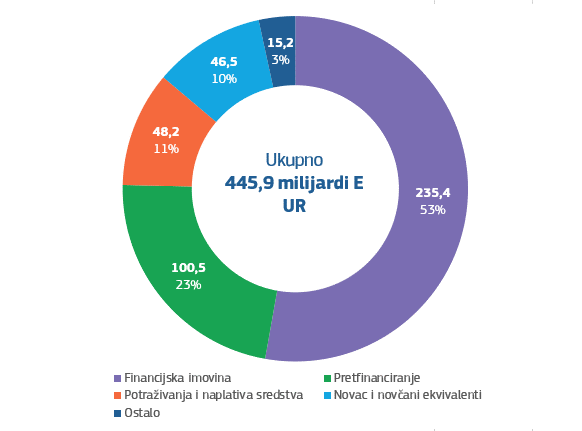 15,2
3%
46,5
10%
48,2
11%
Ukupno
445,9 milijardi E
UR
235,4
53%
100,5
23%
Financijska imovina
Pretfinanciranje
Potraživanja i naplativa sredstva
Novac i novčani ekvivalenti
Ostalo